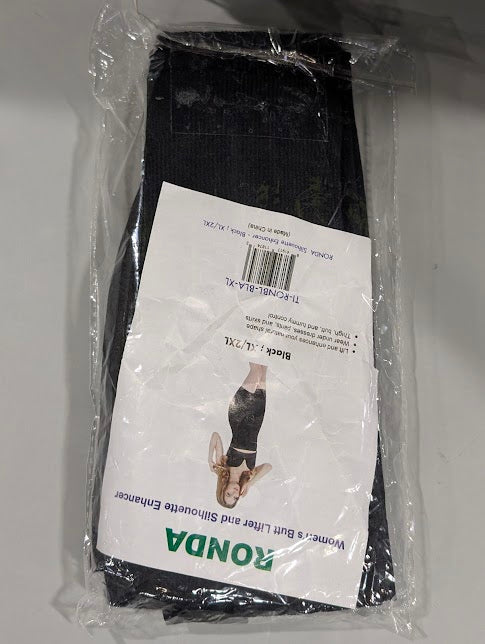 RONDA
Women's Butt Lifter and Silhouette Enhancer
Black ; XL/2XL
• Lift and enhances your natural shape
• Wear under dresses, pants, and skirts
• Thigh, butt, and tummy control
TI-RONBL-BLA-XL
RONDA Silhouette Enhancer - Black ; XL/2XL
(Made in China)